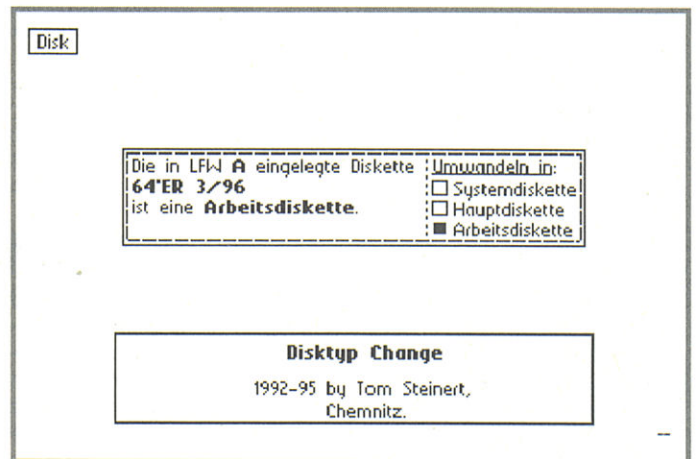 Disk
Die in LFW A eingelegte Diskette
64'ER 3/96
ist eine Arbeitsdiskette.
Umwandeln in:
Systemdiskette
Hauptdiskette
Arbeitsdiskette
Disktyp Change
1992-95 by Tom Steinert,
Chemnitz.